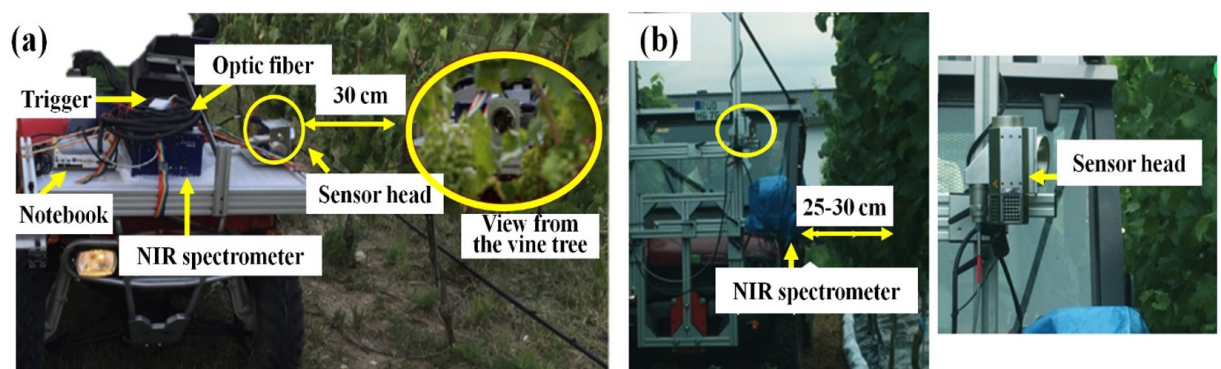 (a)
Optic fiber
Trigger
30 cm
Sensor head
Notebook
View from
the vine tree
NIR spectrometer
(b)
25-30 cm
NIR spectrometer
Sensor head